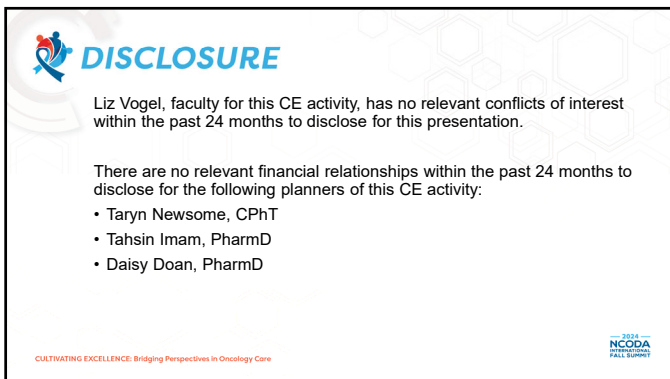 DISCLOSURE
Liz Vogel, faculty for this CE activity, has no relevant conflicts of interest
within the past 24 months to disclose for this presentation.
There are no relevant financial relationships within the past 24 months to
disclose for the following planners of this CE activity:
• Taryn Newsome, CPhT
• Tahsin Imam, PharmD
• Daisy Doan, PharmD
CULTIVATING EXCELLENCE: Bridging Perspectives in Oncology Care
2024
NCODA
INTERNATIONAL
FALL SUMMIT